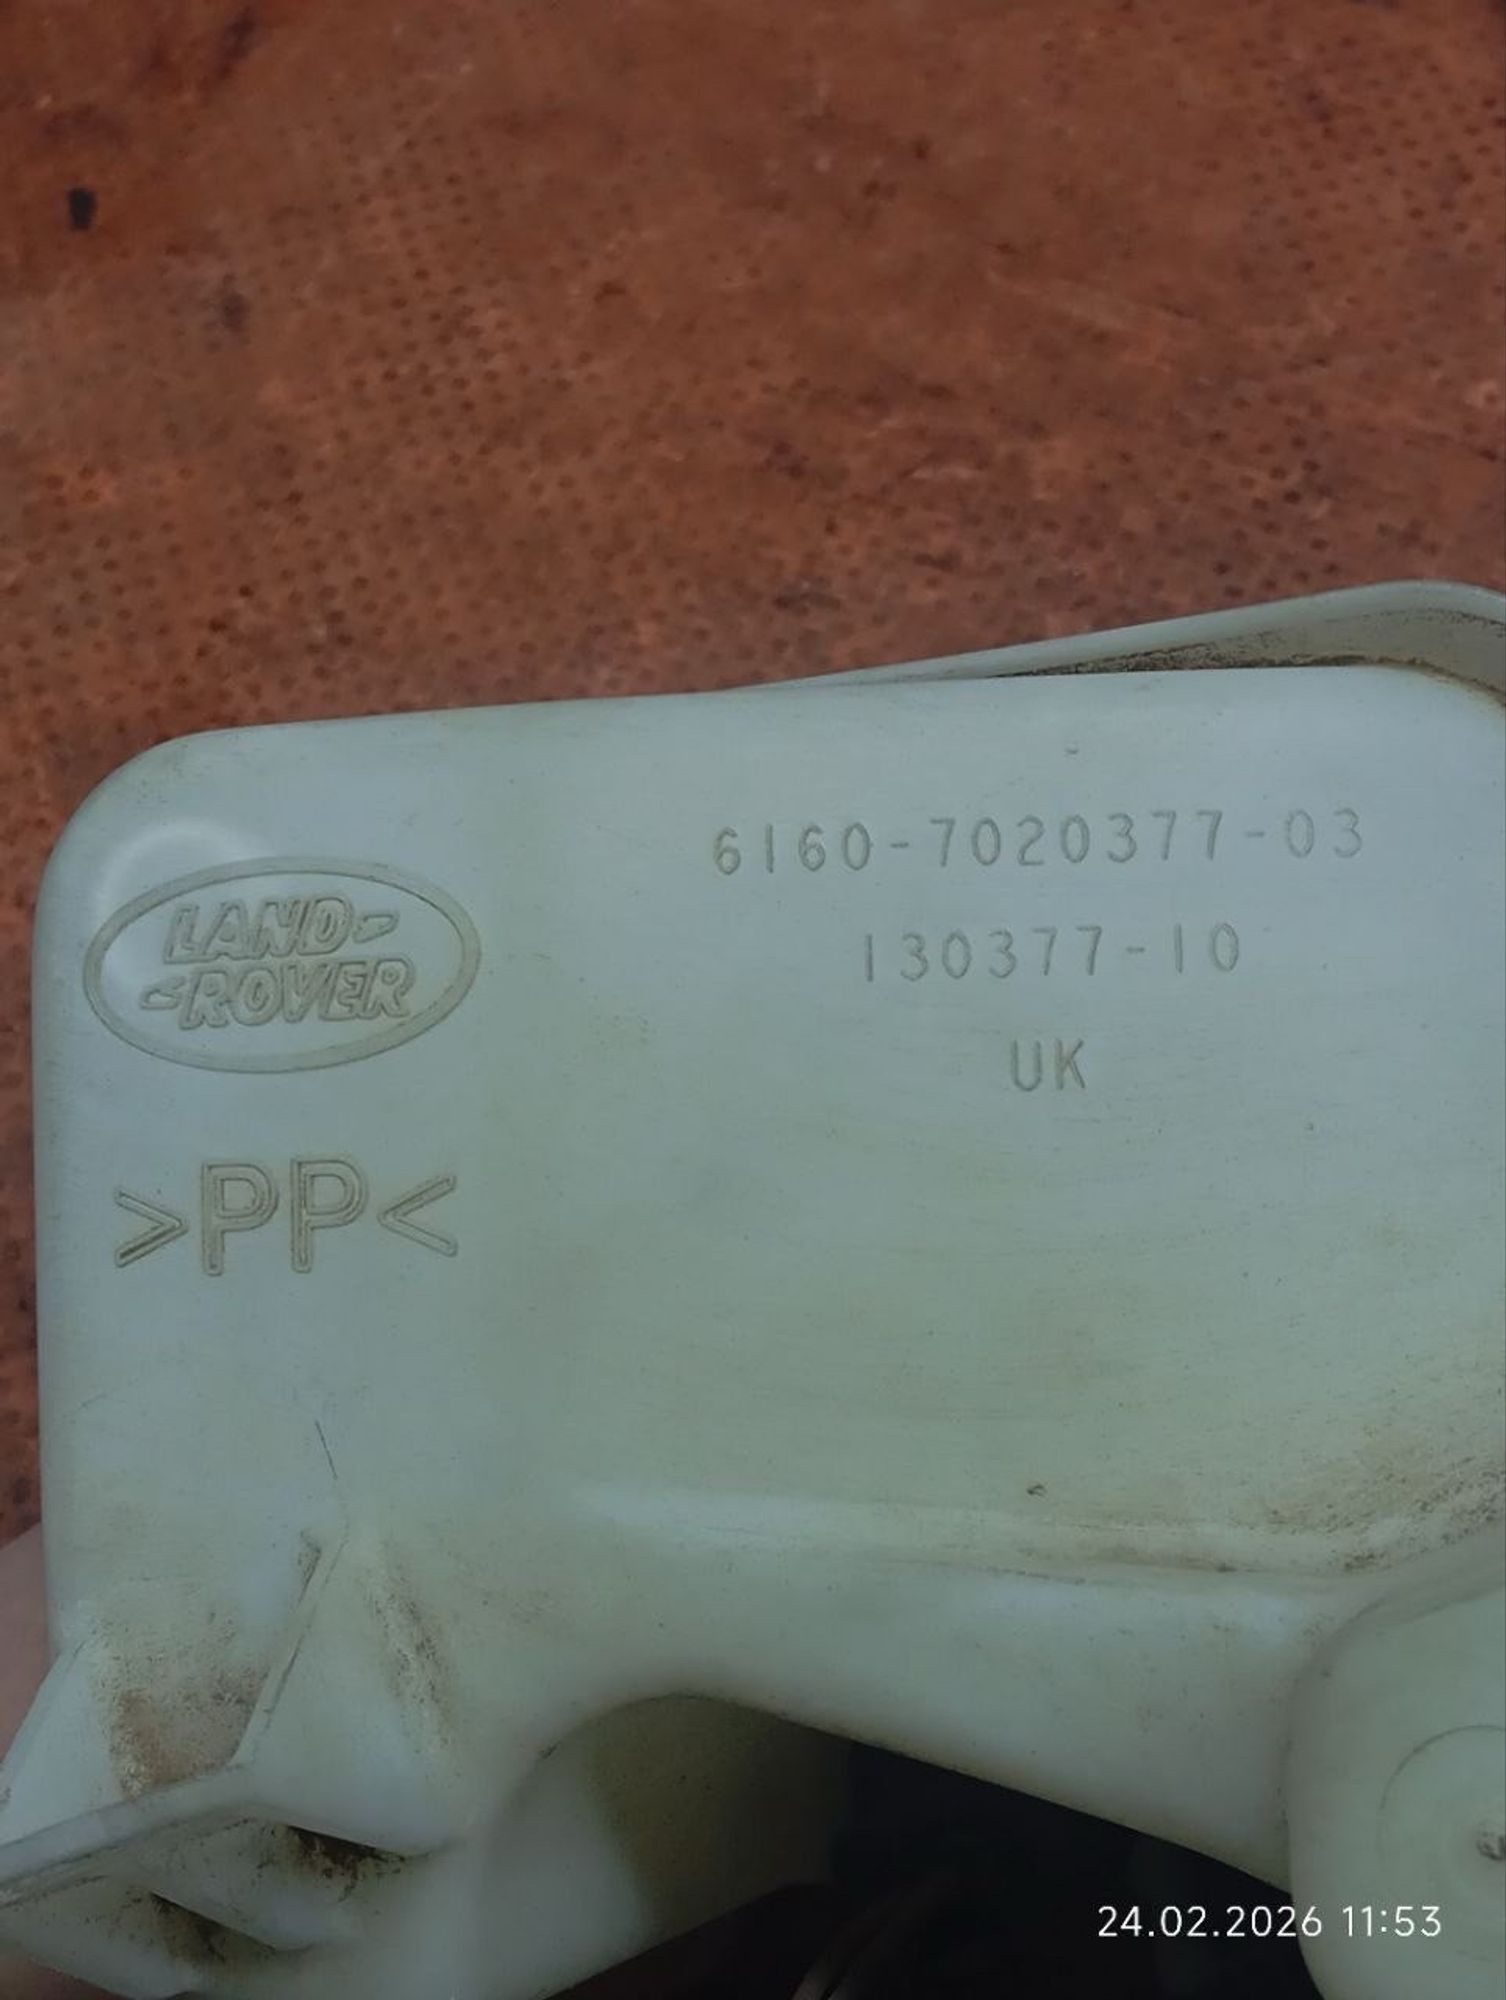 6160-7020377-03
130377-10
UK
LAND-
-ROVER
>PP<
24.02.2026 11:53